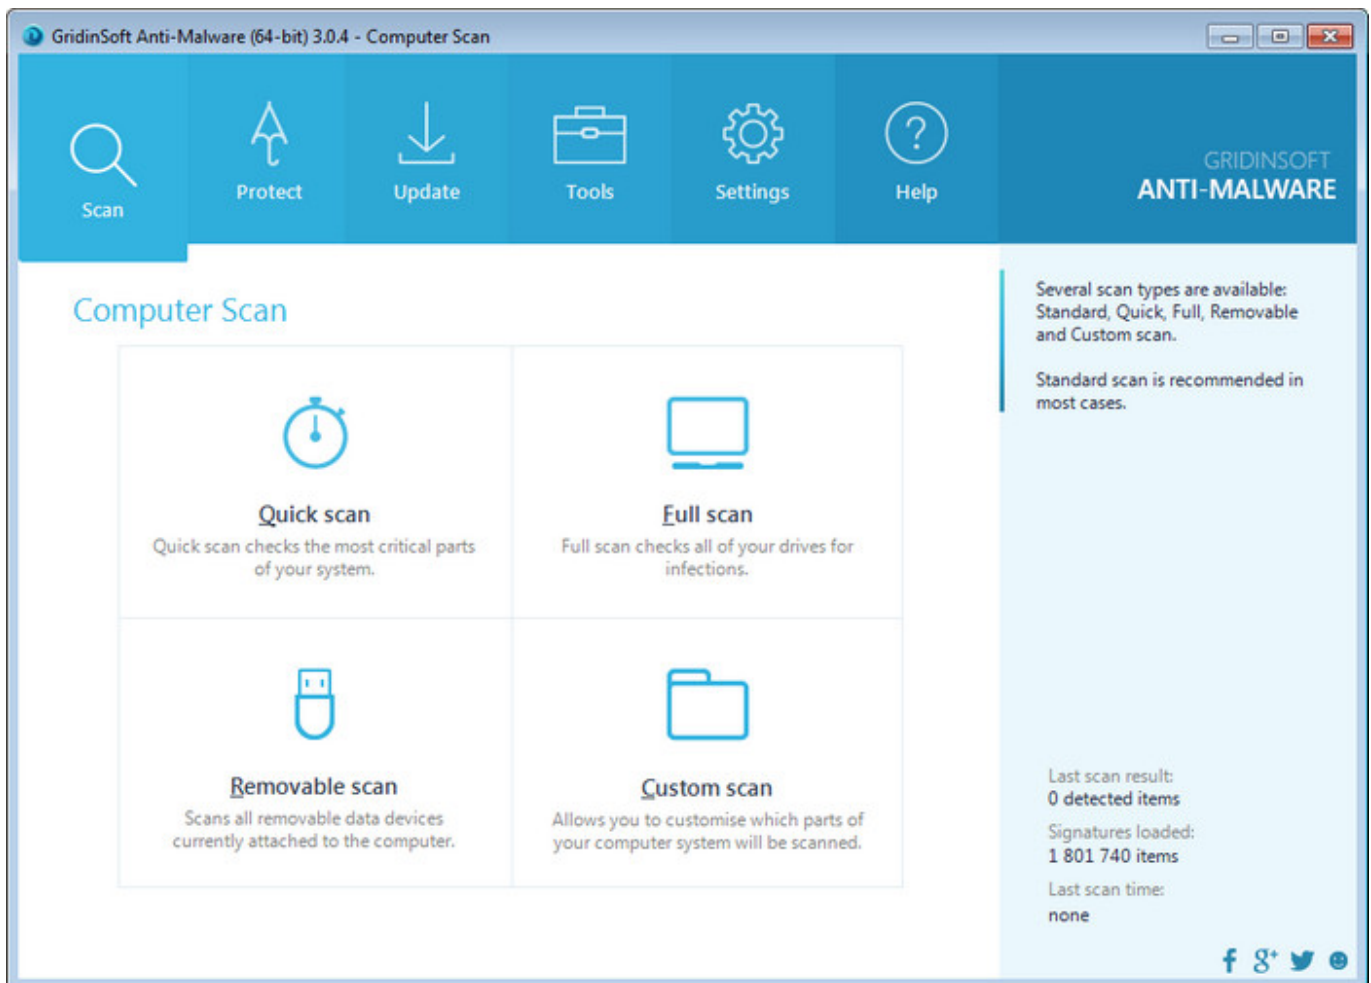 GridinSoft Anti-Malware (64-bit) 3.0.4 - Computer Scan
Scan
Protect
Update
Tools
Settings
Help
GRIDINSOFT
ANTI-MALWARE
Computer Scan
Quick scan
Quick scan checks the most critical parts
of your system.
Full scan
Full scan checks all of your drives for
infections.
Removable scan
Scans all removable data devices
currently attached to the computer.
Custom scan
Allows you to customise which parts of
your computer system will be scanned.
Several scan types are available:
Standard, Quick, Full, Removable
and Custom scan.
Standard scan is recommended in
most cases.
Last scan result:
0 detected items
Signatures loaded:
1 801 740 items
Last scan time:
none